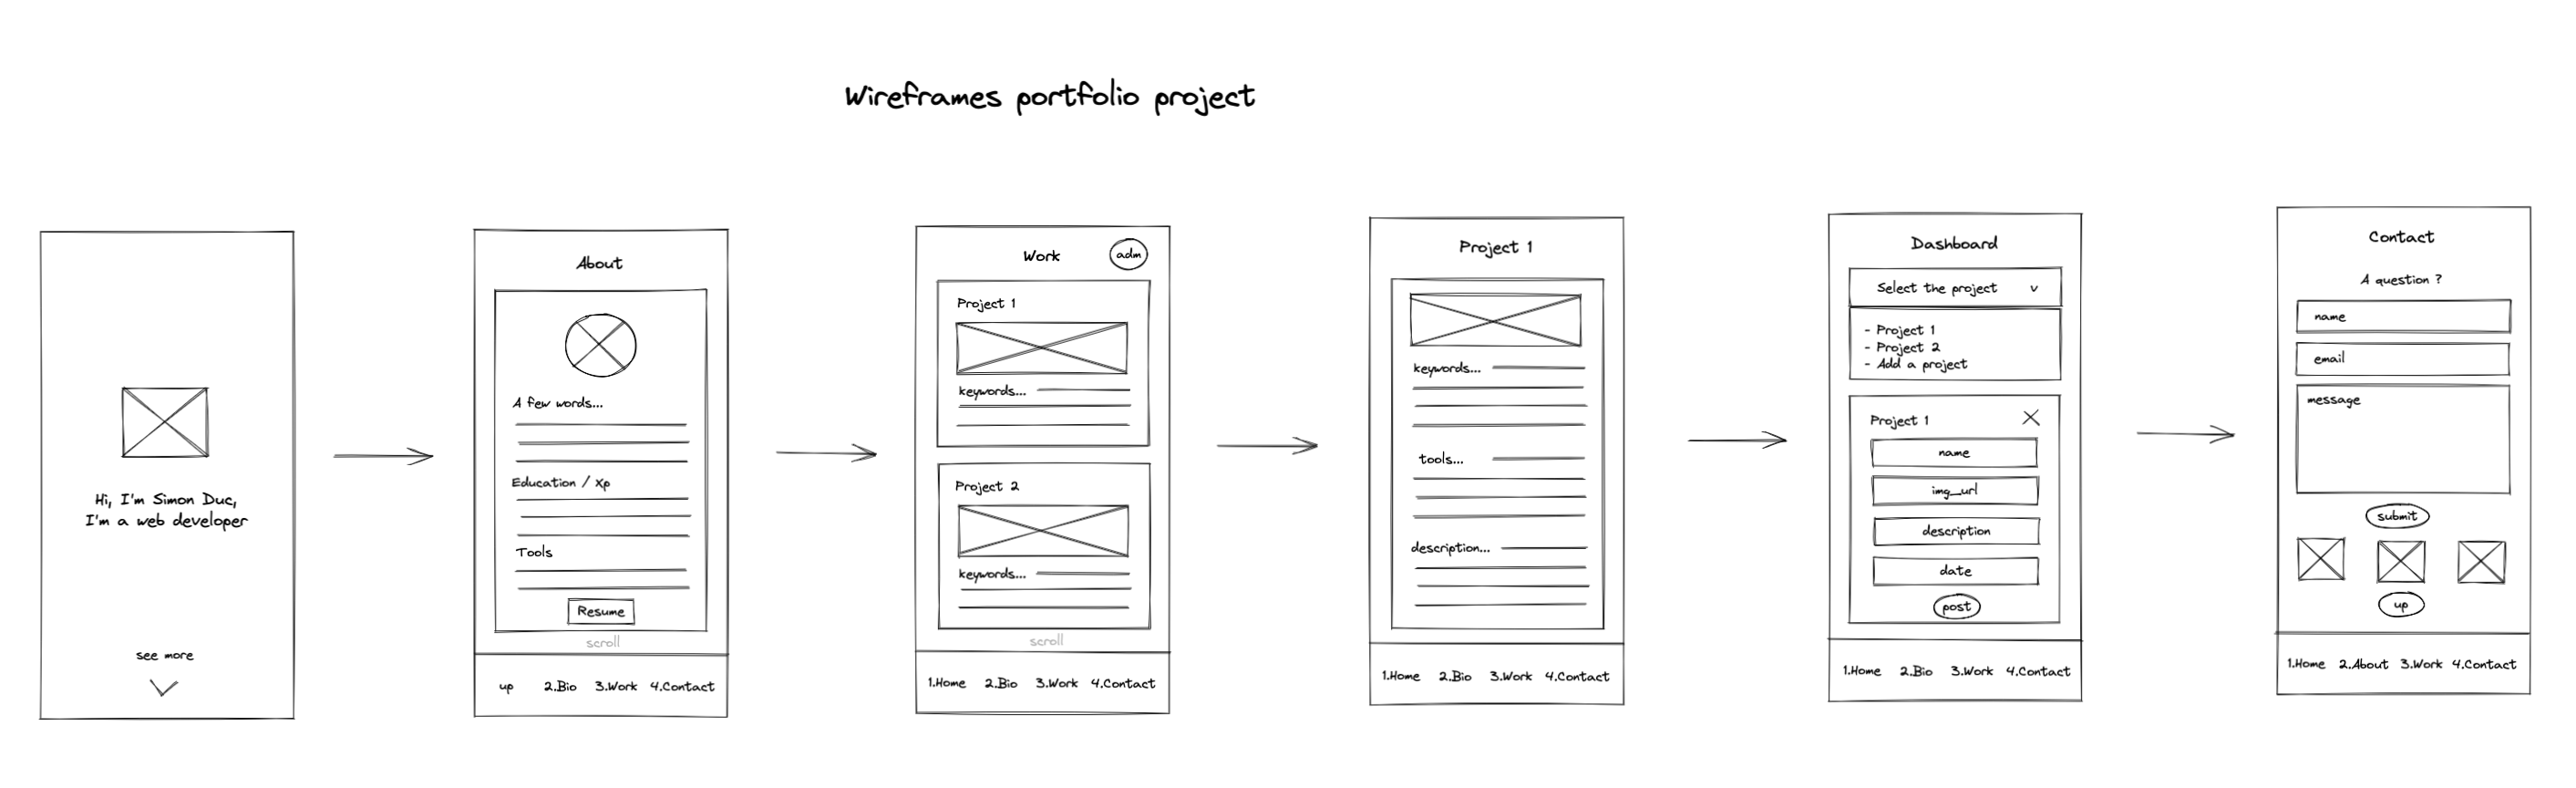 Wireframes portfolio project
Hi, I'm Simon Duc,
I'm a web developer
see more
About
A few words...
Education / Xp
Tools
Resume
scroll
up 2.Bio 3.Work 4.Contact
Work
adm
Project 1
keywords...
Project 2
keywords...
scroll
1.Home 2.Bio 3.Work 4.Contact
Project 1
keywords...
tools...
description...
1.Home 2.Bio 3.Work 4.Contact
Dashboard
Select the project v
- Project 1
- Project 2
- Add a project
Project 1
name
img_url
description
date
post
1.Home 2.Bio 3.Work 4.Contact
Contact
A question ?
name
email
message
submit
up
1.Home 2.About 3.Work 4.Contact